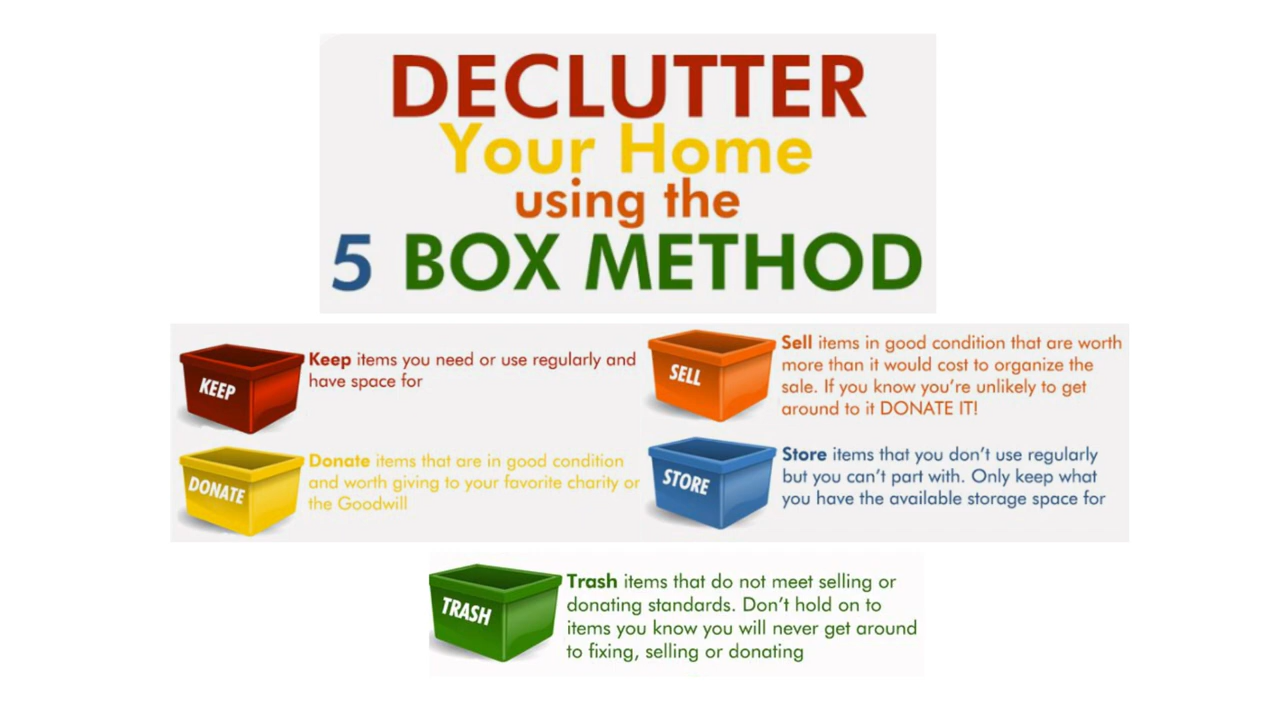 DECLUTTER
Your Home
using the
5 BOX METHOD
KEEP
Keep items you need or use regularly and
have space for
SELL
Sell items in good condition that are worth
more than it would cost to organize the
sale. If you know you're unlikely to get
around to it DONATE IT!
DONATE
Donate items that are in good condition
and worth giving to your favorite charity or
the Goodwill
STORE
Store items that you don't use regularly
but you can't part with. Only keep what
you have the available storage space for
TRASH
Trash items that do not meet selling or
donating standards. Don't hold on to
items you know you will never get around
to fixing, selling or donating